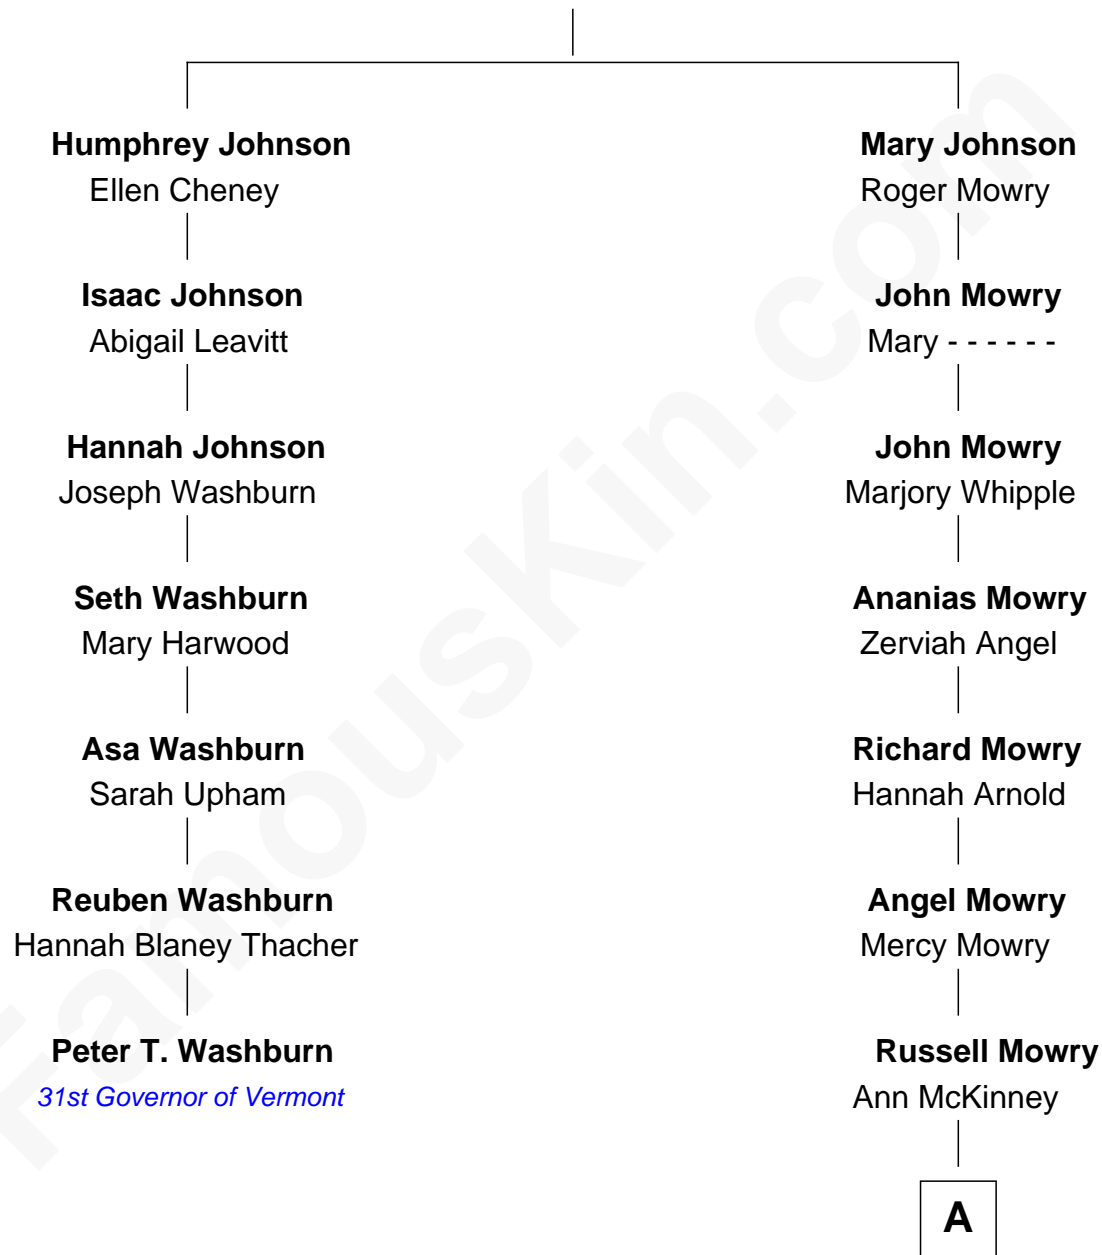 Humphrey Johnson
Ellen Cheney
Mary Johnson
Roger Mowry
Isaac Johnson
Abigail Leavitt
John Mowry
Mary - - - - - -
Hannah Johnson
Joseph Washburn
John Mowry
Marjory Whipple
Seth Washburn
Mary Harwood
Ananias Mowry
Zerviah Angel
Asa Washburn
Sarah Upham
Richard Mowry
Hannah Arnold
Reuben Washburn
Hannah Blaney Thacher
Angel Mowry
Mercy Mowry
Peter T. Washburn
31st Governor of Vermont
Russell Mowry
Ann McKinney
A
FamousKin.com